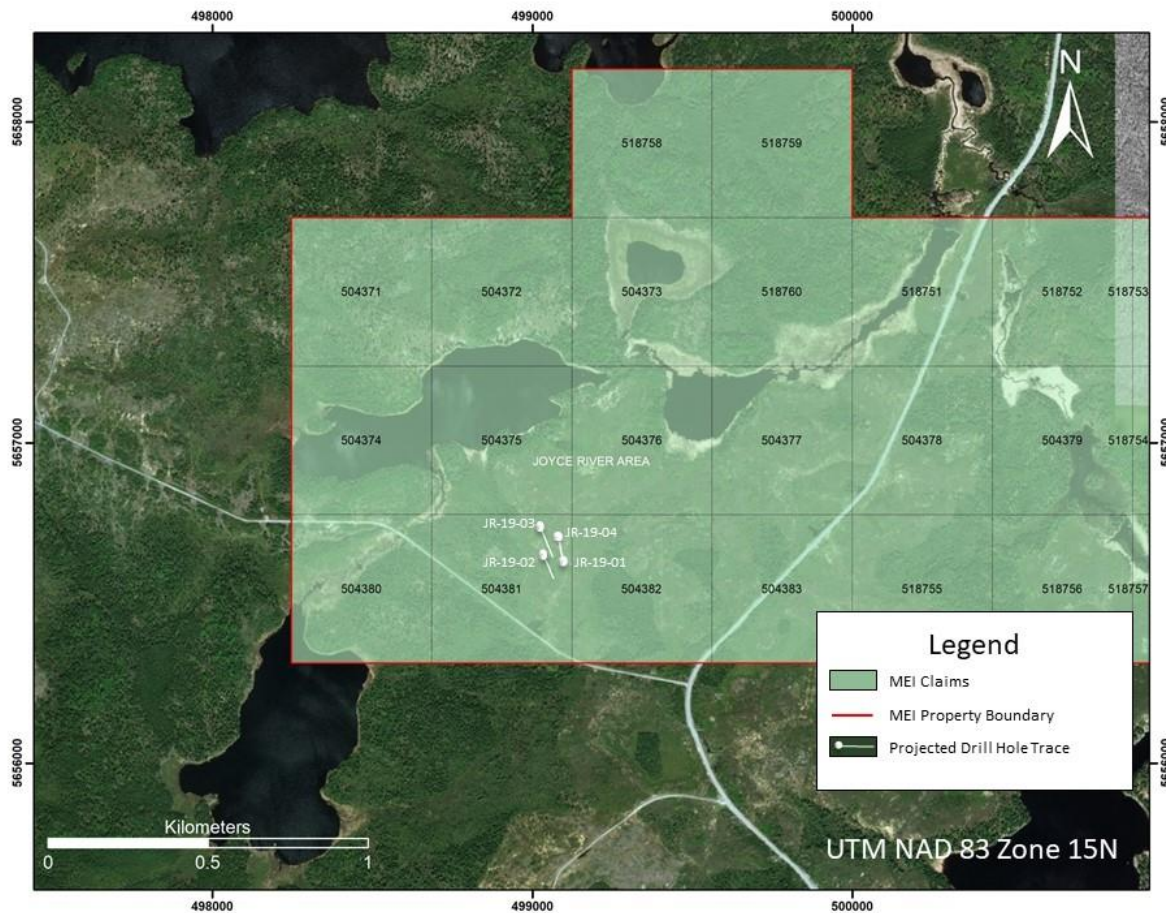 498000 499000 500000
N
5658000 5658000
518758 518759
504371 504372 504373 518760 518751 518752 518753
5657000 5657000
504374 504375 504376 504377 504378 504379 518754
JOYCE RIVER AREA
JR-19-03 JR-19-04
JR-19-02 JR-19-01
504380 504381 504382 504383 518755 518756 518757
Legend
MEI Claims
MEI Property Boundary
Projected Drill Hole Trace
5656000 5656000
Kilometers
0 0.5 1
UTM NAD 83 Zone 15N
498000 499000 500000